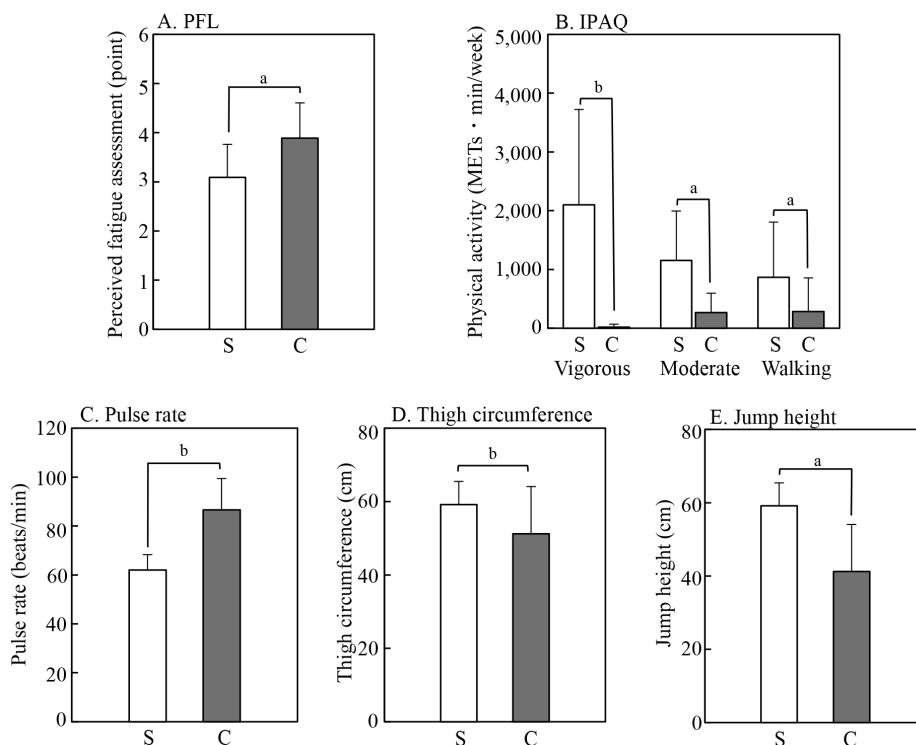 A. PFL
Perceived fatigue assessment (point)
6
5
4
3
2
1
0
a
S C
B. IPAQ
Physical activity (METs・min/week)
5,000
4,000
3,000
2,000
1,000
0
b
a
a
S C S C S C
Vigorous Moderate Walking
C. Pulse rate
Pulse rate (beats/min)
120
100
80
60
40
20
0
b
S C
D. Thigh circumference
Thigh circumference (cm)
80
60
40
20
0
b
S C
E. Jump height
Jump height (cm)
80
60
40
20
0
a
S C